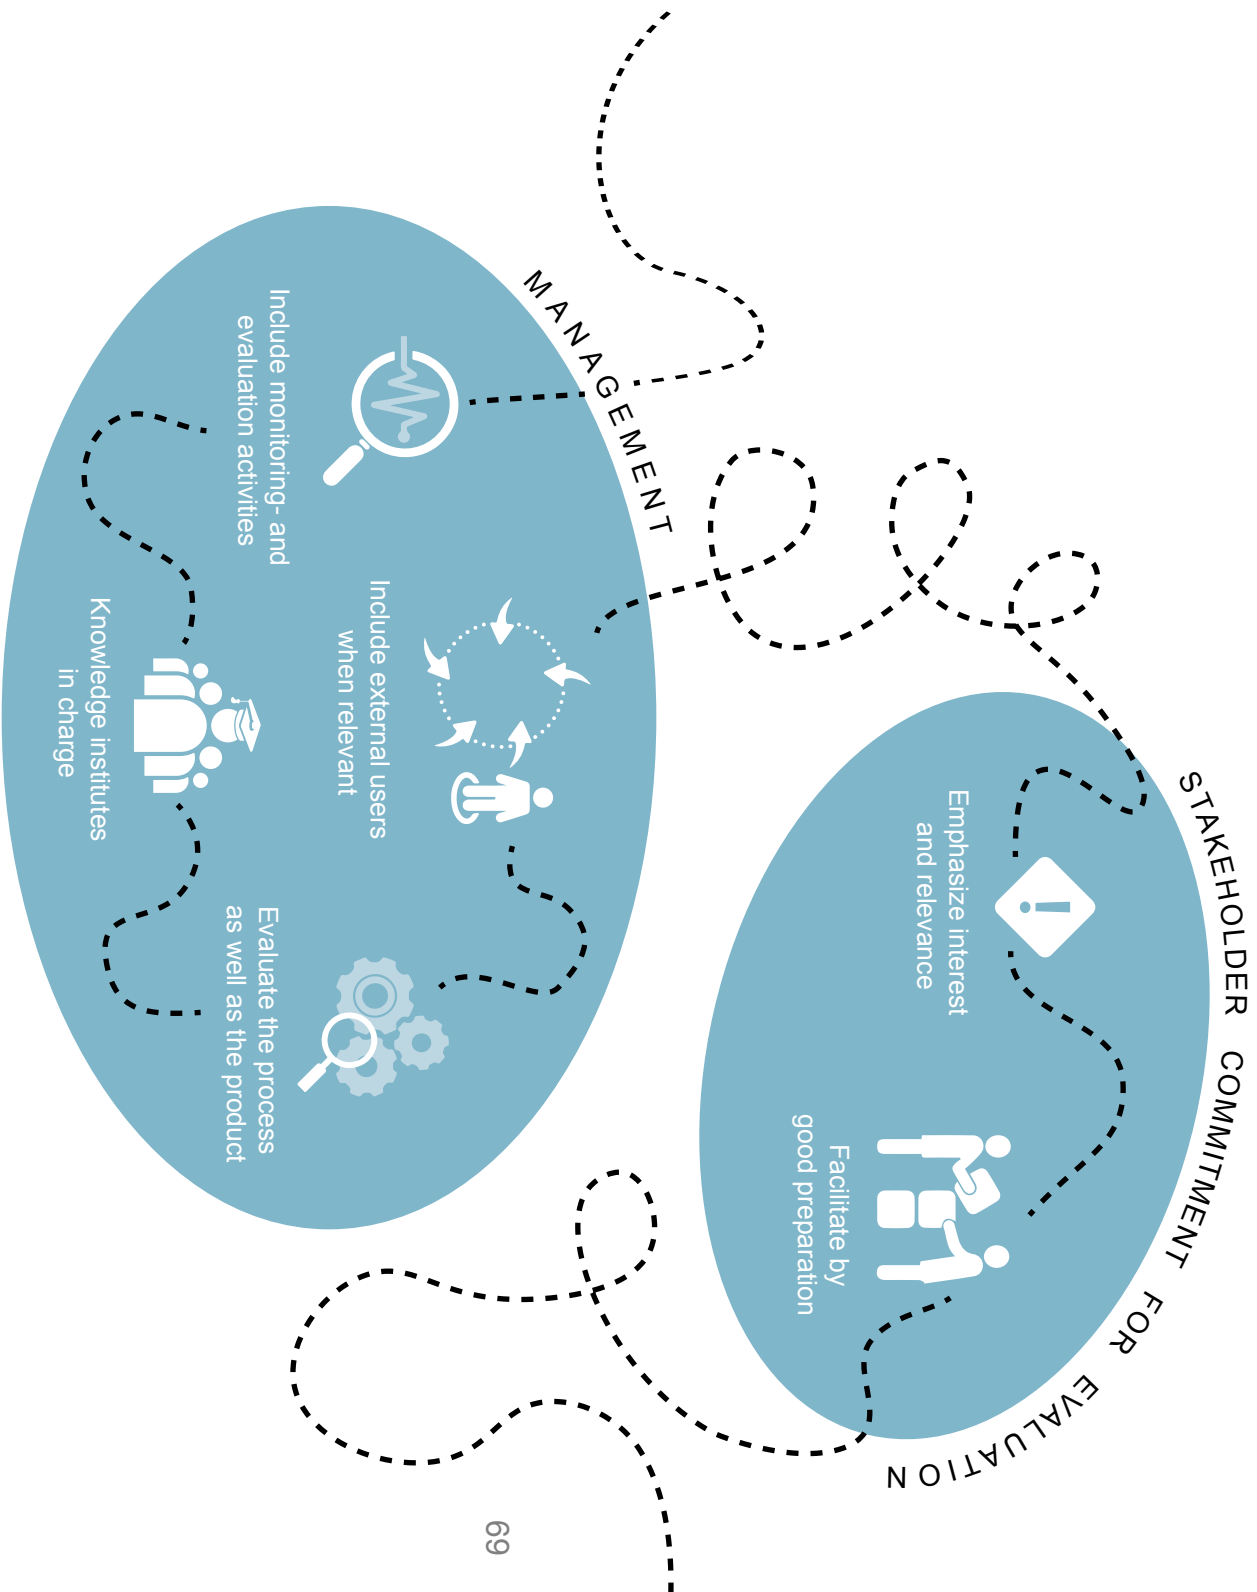 STAKEHOLDER COMMITMENT FOR EVALUATION
Emphasize interest
and relevance
Facilitate by
good preparation
MANAGEMENT
Include monitoring- and
evaluation activities
Include external users
when relevant
Knowledge institutes
in charge
Evaluate the process
as well as the product
69